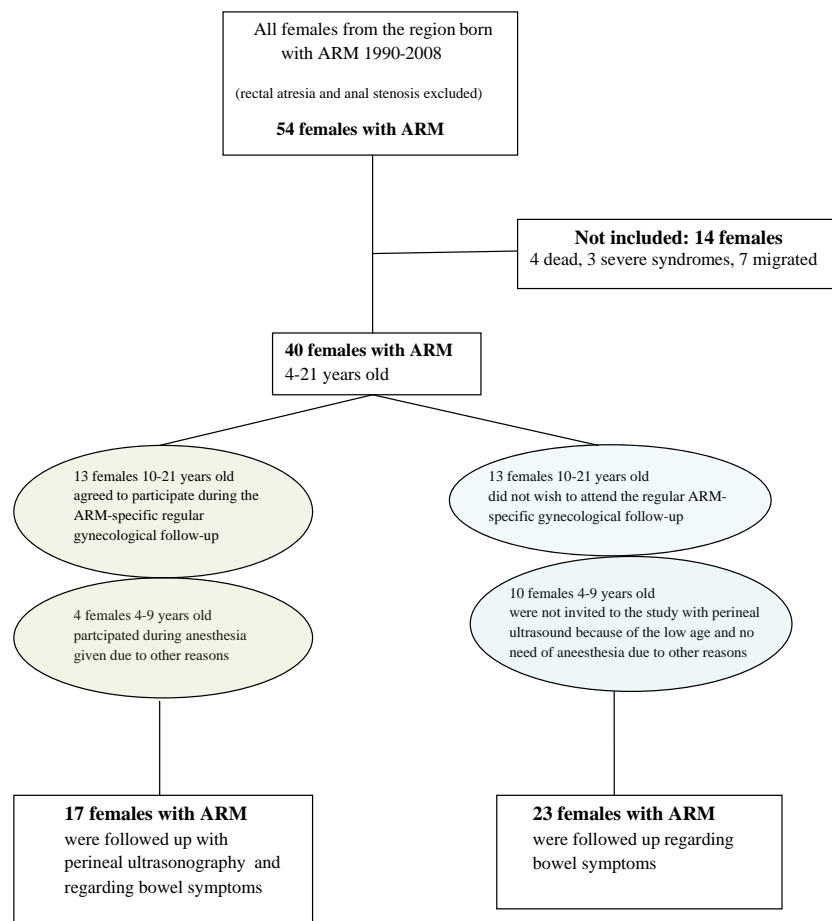 All females from the region born
with ARM 1990-2008
(rectal atresia and anal stenosis excluded)
54 females with ARM
Not included: 14 females
4 dead, 3 severe syndromes, 7 migrated
40 females with ARM
4-21 years old
13 females 10-21 years old
agreed to participate during the
ARM-specific regular
gynecological follow-up
13 females 10-21 years old
did not wish to attend the regular ARM-
specific gynecological follow-up
4 females 4-9 years old
partcipated during anesthesia
given due to other reasons
10 females 4-9 years old
were not invited to the study with perineal
ultrasound because of the low age and no
need of aneesthesia due to other reasons
17 females with ARM
were followed up with
perineal ultrasonography and
regarding bowel symptoms
23 females with ARM
were followed up regarding
bowel symptoms